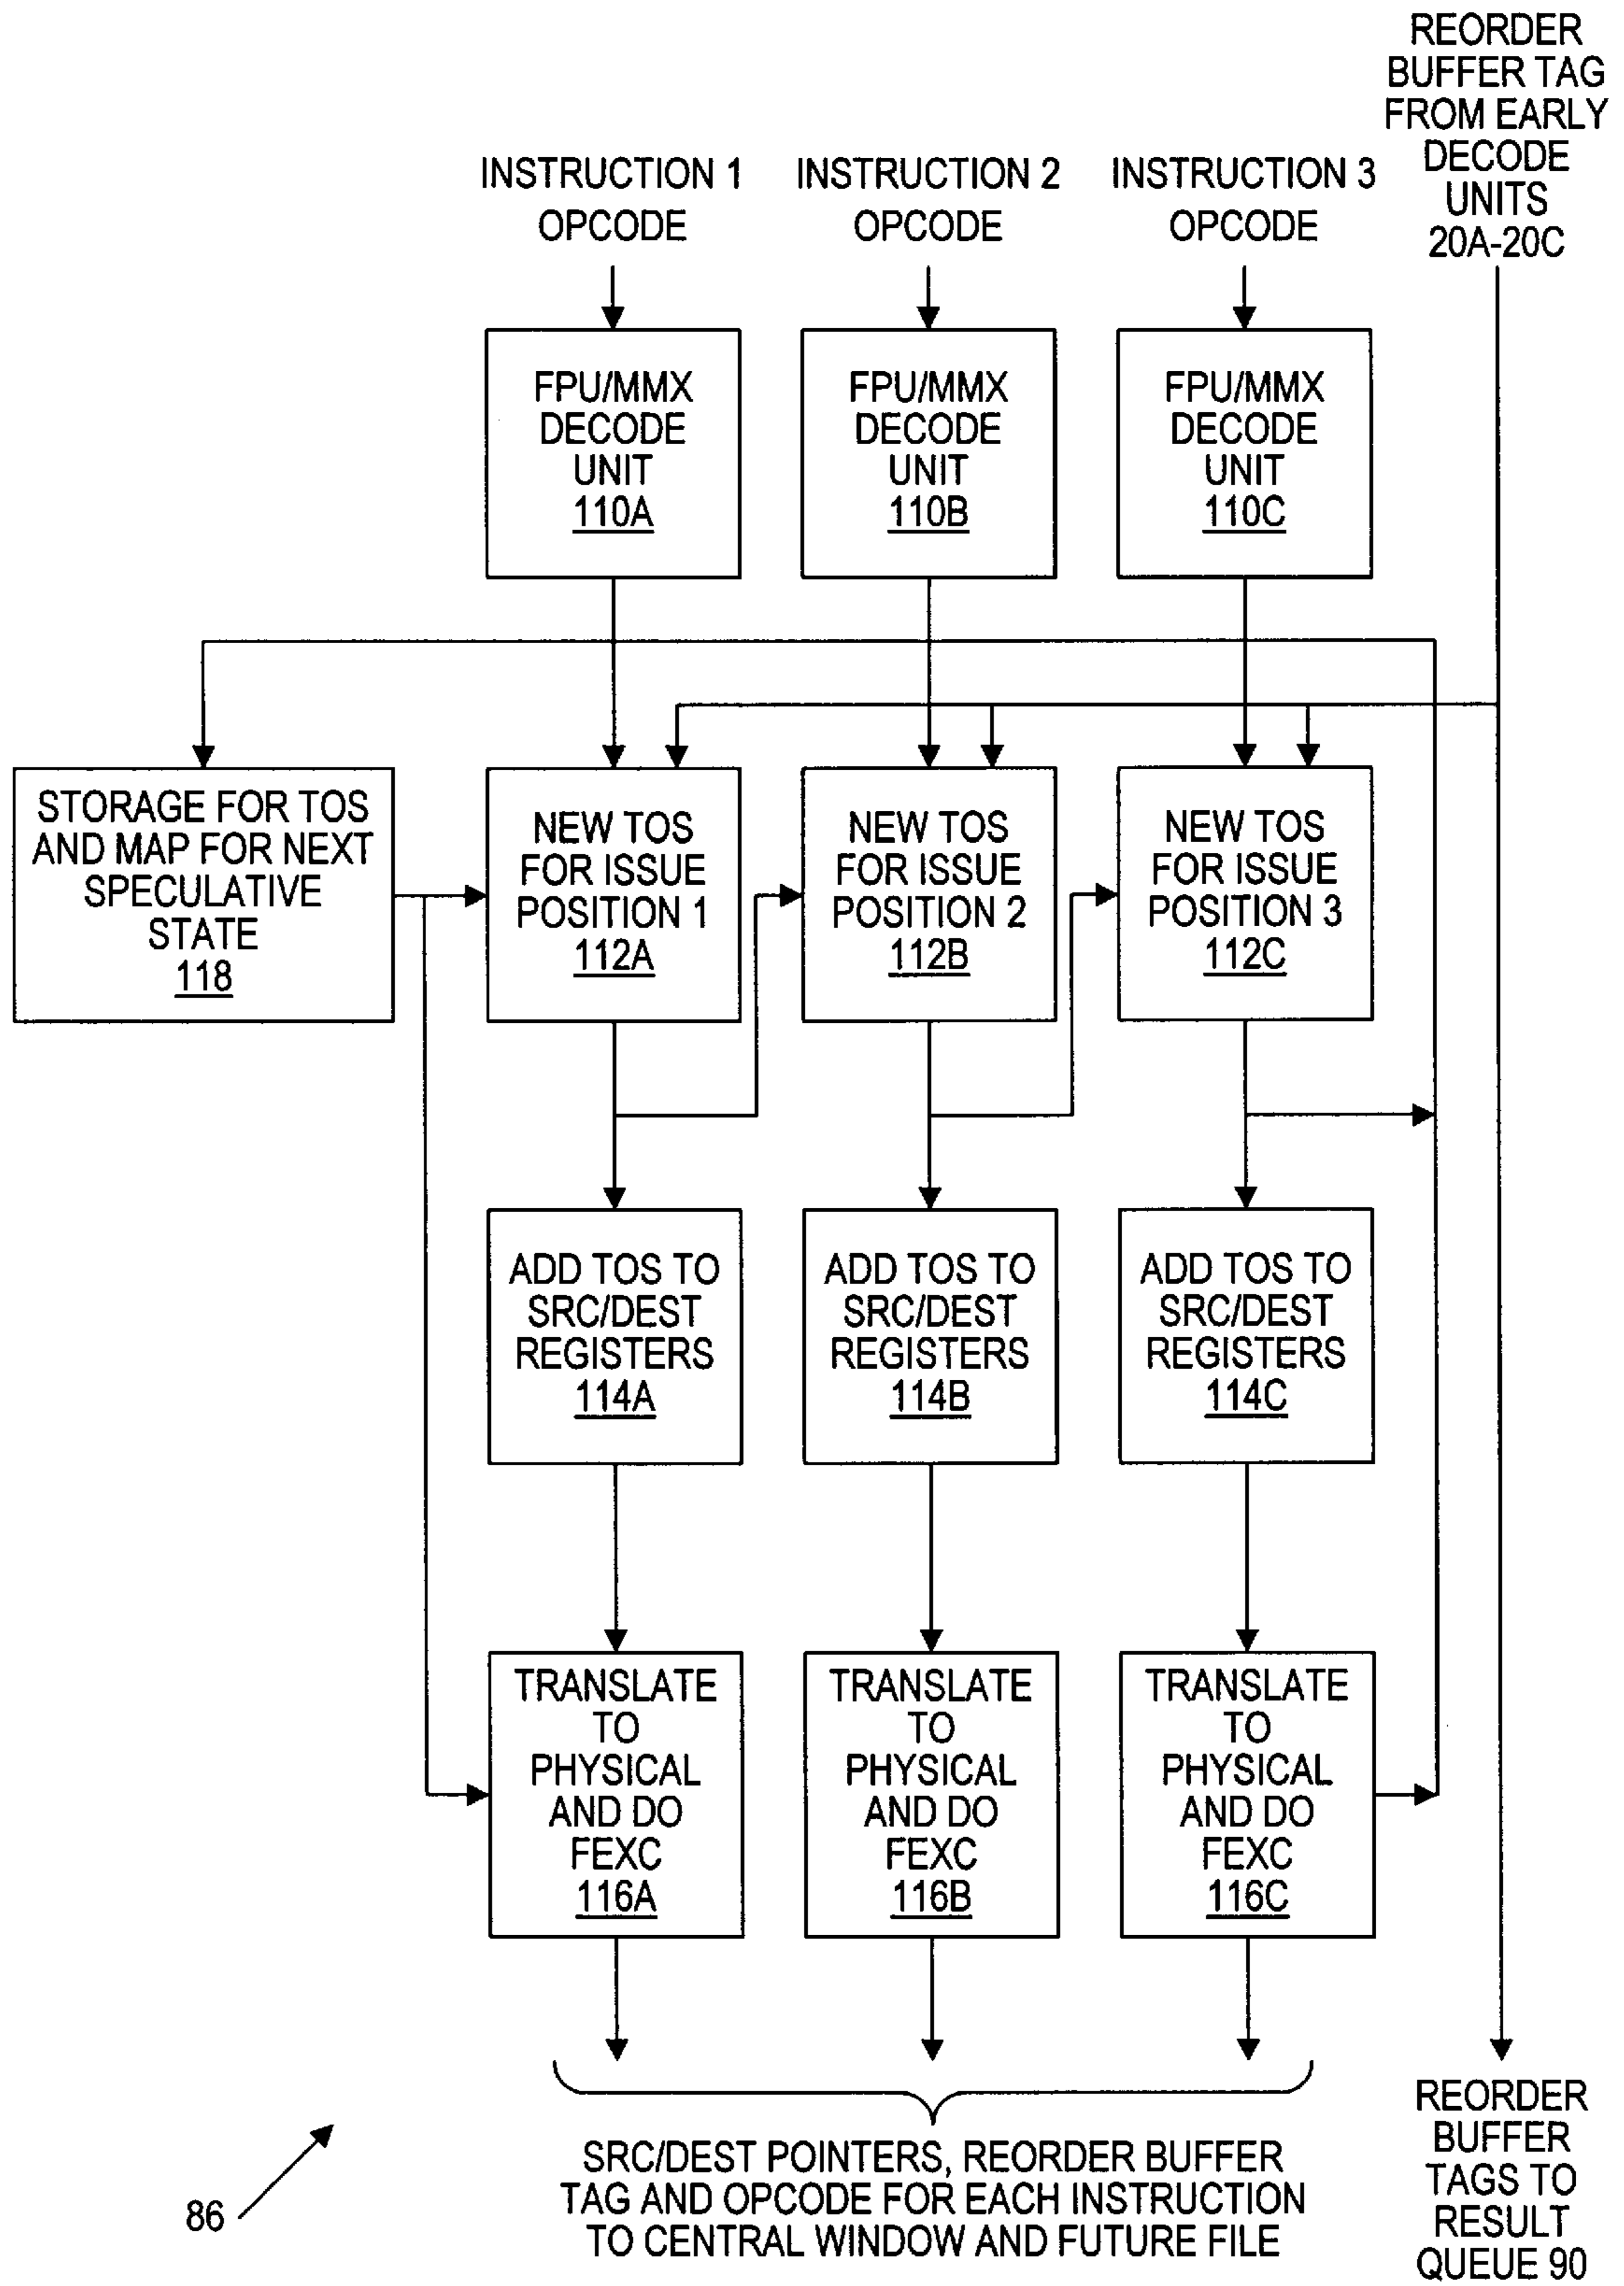 REORDER
BUFFER TAG
FROM EARLY
DECODE
UNITS
20A-20C
INSTRUCTION 1
OPCODE
INSTRUCTION 2
OPCODE
INSTRUCTION 3
OPCODE
FPU/MMX
DECODE
UNIT
110A
FPU/MMX
DECODE
UNIT
110B
FPU/MMX
DECODE
UNIT
110C
STORAGE FOR TOS
AND MAP FOR NEXT
SPECULATIVE
STATE
118
NEW TOS
FOR ISSUE
POSITION 1
112A
NEW TOS
FOR ISSUE
POSITION 2
112B
NEW TOS
FOR ISSUE
POSITION 3
112C
ADD TOS TO
SRC/DEST
REGISTERS
114A
ADD TOS TO
SRC/DEST
REGISTERS
114B
ADD TOS TO
SRC/DEST
REGISTERS
114C
TRANSLATE
TO
PHYSICAL
AND DO
FEXC
116A
TRANSLATE
TO
PHYSICAL
AND DO
FEXC
116B
TRANSLATE
TO
PHYSICAL
AND DO
FEXC
116C
SRC/DEST POINTERS, REORDER BUFFER
TAG AND OPCODE FOR EACH INSTRUCTION
TO CENTRAL WINDOW AND FUTURE FILE
REORDER
BUFFER
TAGS TO
RESULT
QUEUE 90
86